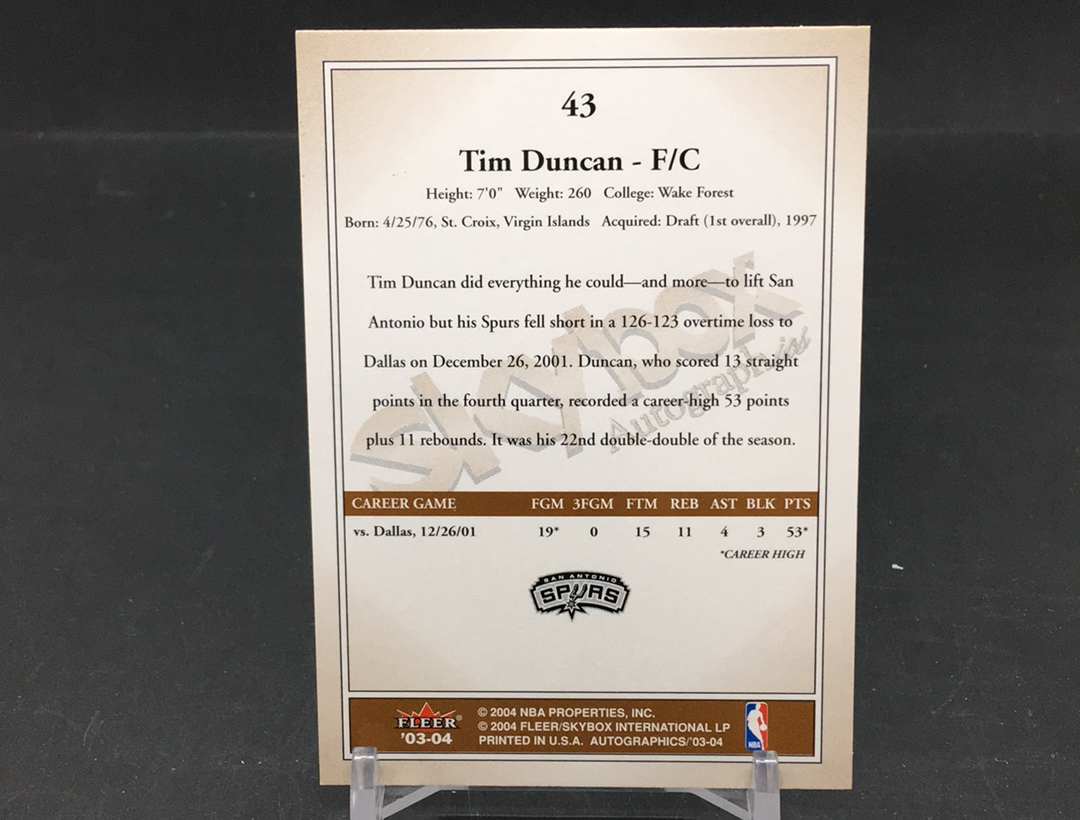 43
Tim Duncan - F/C
Height: 7'0" Weight: 260 College: Wake Forest
Born: 4/25/76, St. Croix, Virgin Islands Acquired: Draft (1st overall), 1997
Tim Duncan did everything he could—and more—to lift San
Antonio but his Spurs fell short in a 126-123 overtime loss to
Dallas on December 26, 2001. Duncan, who scored 13 straight
points in the fourth quarter, recorded a career-high 53 points
plus 11 rebounds. It was his 22nd double-double of the season.
skybox
Autographics
CAREER GAME FGM 3FGM FTM REB AST BLK PTS
vs. Dallas, 12/26/01 19* 0 15 11 4 3 53*
*CAREER HIGH
SAN ANTONIO
SPURS
FLEER®
'03-04
© 2004 NBA PROPERTIES, INC.
© 2004 FLEER/SKYBOX INTERNATIONAL LP
PRINTED IN U.S.A. AUTOGRAPHICS/'03-04
NBA